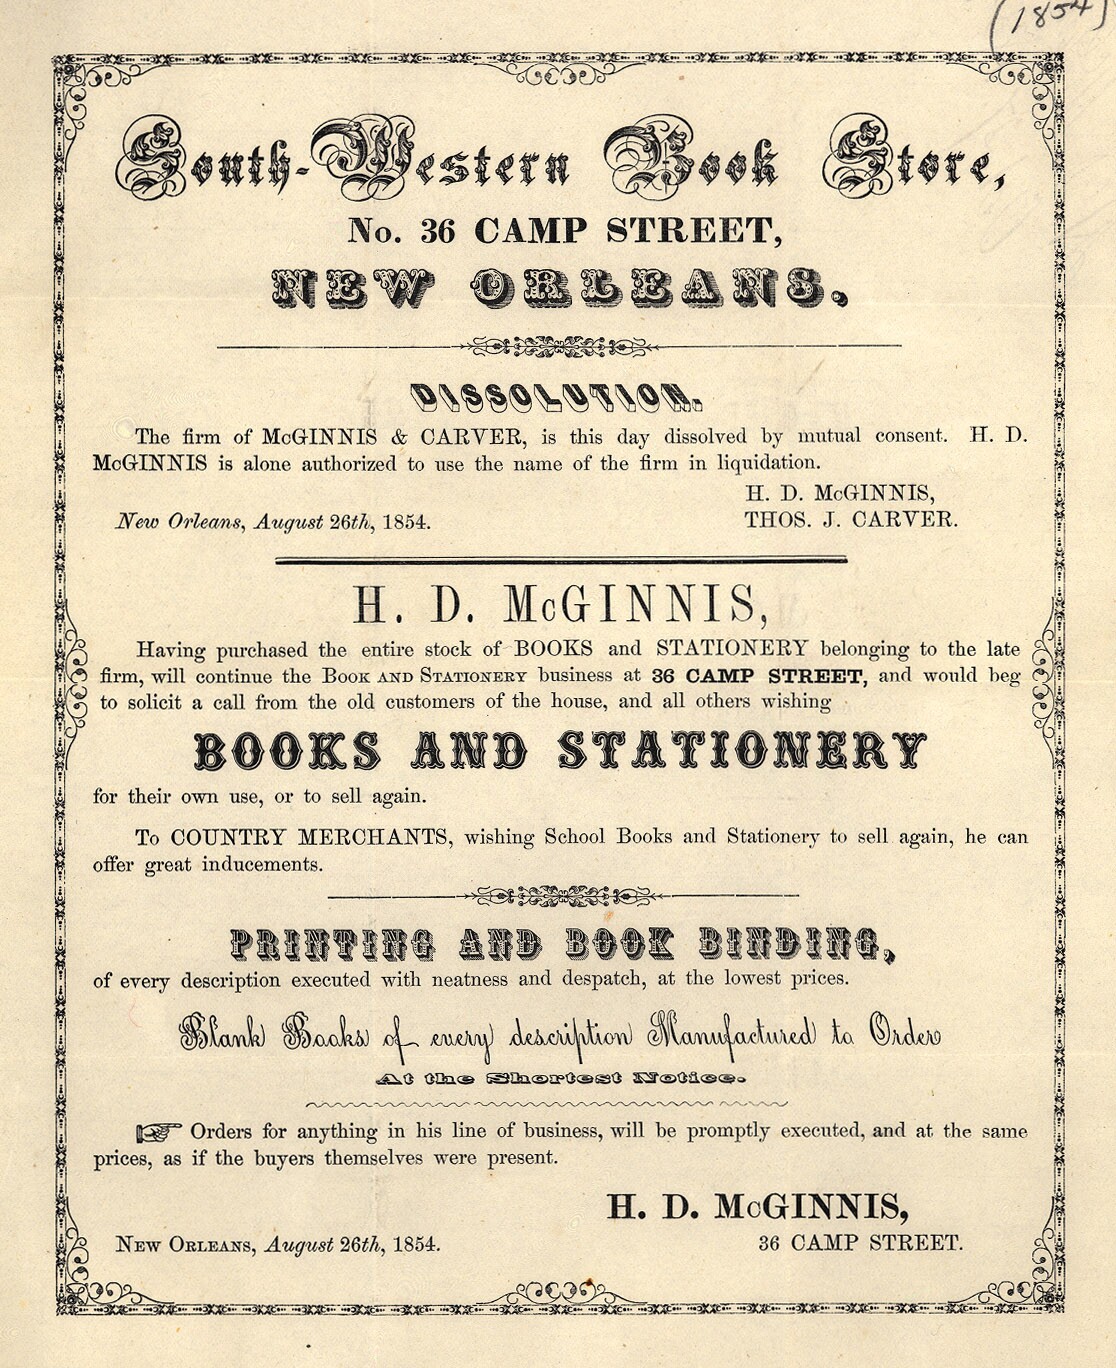 (1854)
South-Western Book Store,
No. 36 CAMP STREET,
NEW ORLEANS.
DISSOLUTION.
The firm of McGINNIS & CARVER, is this day dissolved by mutual consent. H. D.
McGINNIS is alone authorized to use the name of the firm in liquidation.
H. D. McGINNIS,
New Orleans, August 26th, 1854. THOS. J. CARVER.
H. D. McGINNIS,
Having purchased the entire stock of BOOKS and STATIONERY belonging to the late
firm, will continue the Book and Stationery business at 36 CAMP STREET, and would beg
to solicit a call from the old customers of the house, and all others wishing
BOOKS AND STATIONERY
for their own use, or to sell again.
To COUNTRY MERCHANTS, wishing School Books and Stationery to sell again, he can
offer great inducements.
PRINTING AND BOOK BINDING,
of every description executed with neatness and despatch, at the lowest prices.
Blank Books of every description Manufactured to Order
At the Shortest Notice.
☞ Orders for anything in his line of business, will be promptly executed, and at the same
prices, as if the buyers themselves were present.
H. D. McGINNIS,
New Orleans, August 26th, 1854. 36 CAMP STREET.